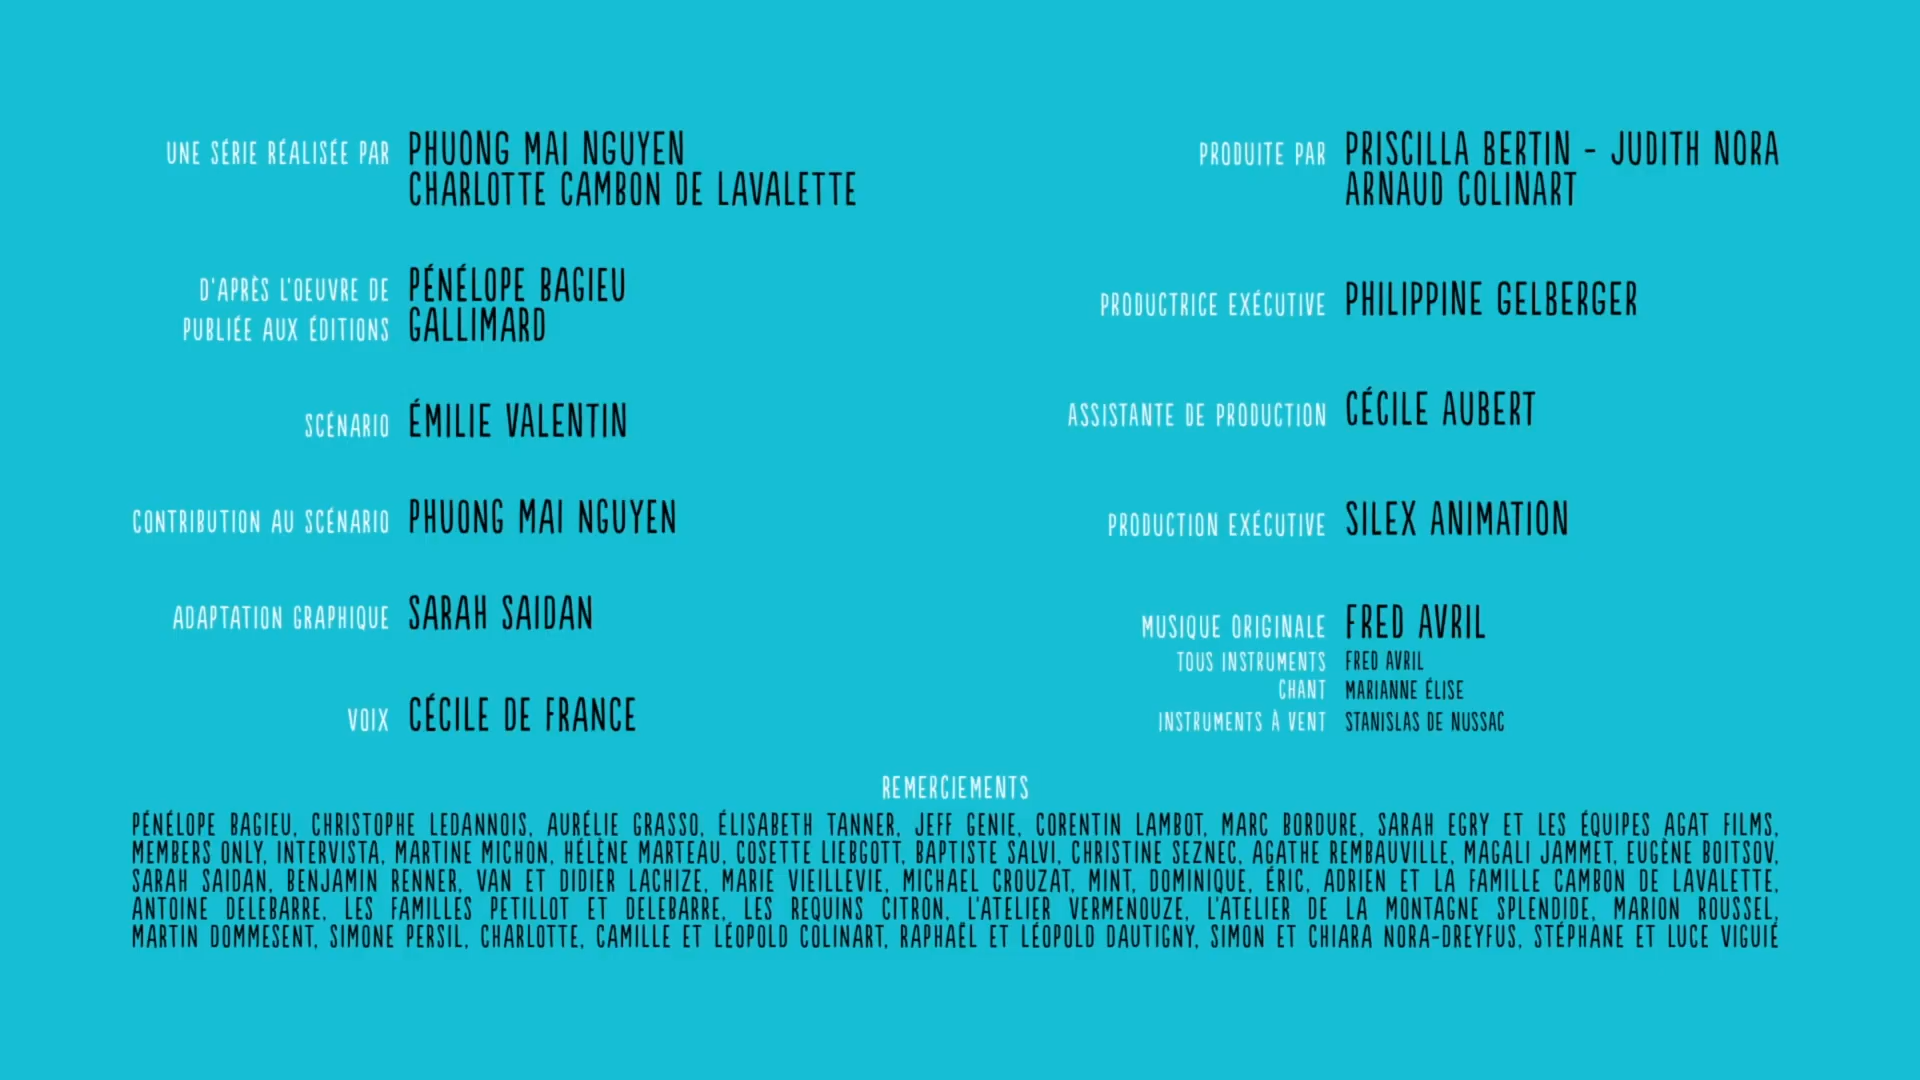 UNE SÉRIE RÉALISÉE PAR PHUONG MAI NGUYEN
CHARLOTTE CAMBON DE LAVALETTE
D'APRÈS L'OEUVRE DE PÉNÉLOPE BAGIEU
PUBLIÉE AUX ÉDITIONS GALLIMARD
SCÉNARIO ÉMILIE VALENTIN
CONTRIBUTION AU SCÉNARIO PHUONG MAI NGUYEN
ADAPTATION GRAPHIQUE SARAH SAIDAN
VOIX CÉCILE DE FRANCE
PRODUITE PAR PRISCILLA BERTIN - JUDITH NORA
ARNAUD COLINART
PRODUCTRICE EXÉCUTIVE PHILIPPINE GELBERGER
ASSISTANTE DE PRODUCTION CÉCILE AUBERT
PRODUCTION EXÉCUTIVE SILEX ANIMATION
MUSIQUE ORIGINALE FRED AVRIL
TOUS INSTRUMENTS FRED AVRIL
CHANT MARIANNE ÉLISE
INSTRUMENTS À VENT STANISLAS DE NUSSAC
REMERCIEMENTS
PÉNÉLOPE BAGIEU, CHRISTOPHE LEDANNOIS, AURÉLIE GRASSO, ÉLISABETH TANNER, JEFF GENIE, CORENTIN LAMBOT, MARC BORDURE, SARAH EGRY ET LES ÉQUIPES AGAT FILMS,
MEMBERS ONLY, INTERVISTA, MARTINE MICHON, HÉLÈNE MARTEAU, COSETTE LIEBGOTT, BAPTISTE SALVI, CHRISTINE SEZNEC, AGATHE REMBAUVILLE, MAGALI JAMMET, EUGÈNE BOITSOV,
SARAH SAIDAN, BENJAMIN RENNER, VAN ET DIDIER LACHIZE, MARIE VIEILLEVIE, MICHAEL CROUZAT, MINT, DOMINIQUE, ÉRIC, ADRIEN ET LA FAMILLE CAMBON DE LAVALETTE,
ANTOINE DELEBARRE, LES FAMILLES PETILLOT ET DELEBARRE, LES REQUINS CITRON, L'ATELIER VERMENOUZE, L'ATELIER DE LA MONTAGNE SPLENDIDE, MARION ROUSSEL,
MARTIN DOMMESENT, SIMONE PERSIL, CHARLOTTE, CAMILLE ET LÉOPOLD COLINART, RAPHAËL ET LÉOPOLD DAUTIGNY, SIMON ET CHIARA NORA-DREYFUS, STÉPHANE ET LUCE VIGUIÉ